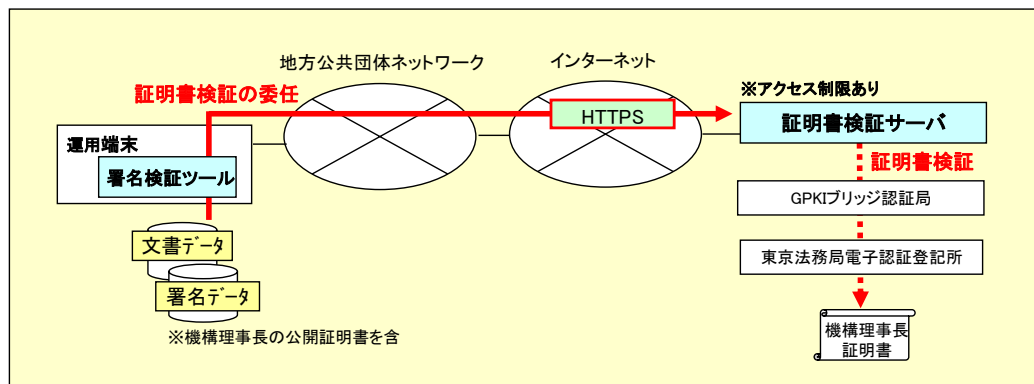 地方公共団体ネットワーク
インターネット
証明書検証の委任
HTTPS
※アクセス制限あり
証明書検証サーバ
運用端末
署名検証ツール
証明書検証
GPKIブリッジ認証局
文書ﾃﾞｰﾀ
東京法務局電子認証登記所
署名ﾃﾞｰﾀ
※機構理事長の公開証明書を含
機構理事長
証明書